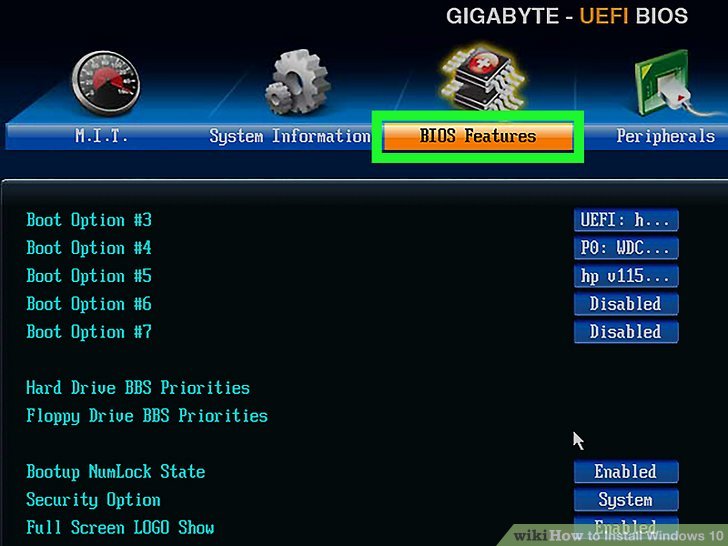 GIGABYTE - UEFI BIOS
M.I.T. System Information BIOS Features Peripherals
Boot Option #3 UEFI: h...
Boot Option #4 P0: WDC...
Boot Option #5 hp v115...
Boot Option #6 Disabled
Boot Option #7 Disabled
Hard Drive BBS Priorities
Floppy Drive BBS Priorities
Bootup NumLock State Enabled
Security Option System
Full Screen LOGO Show Enabled
wikiHow to Install Windows 10